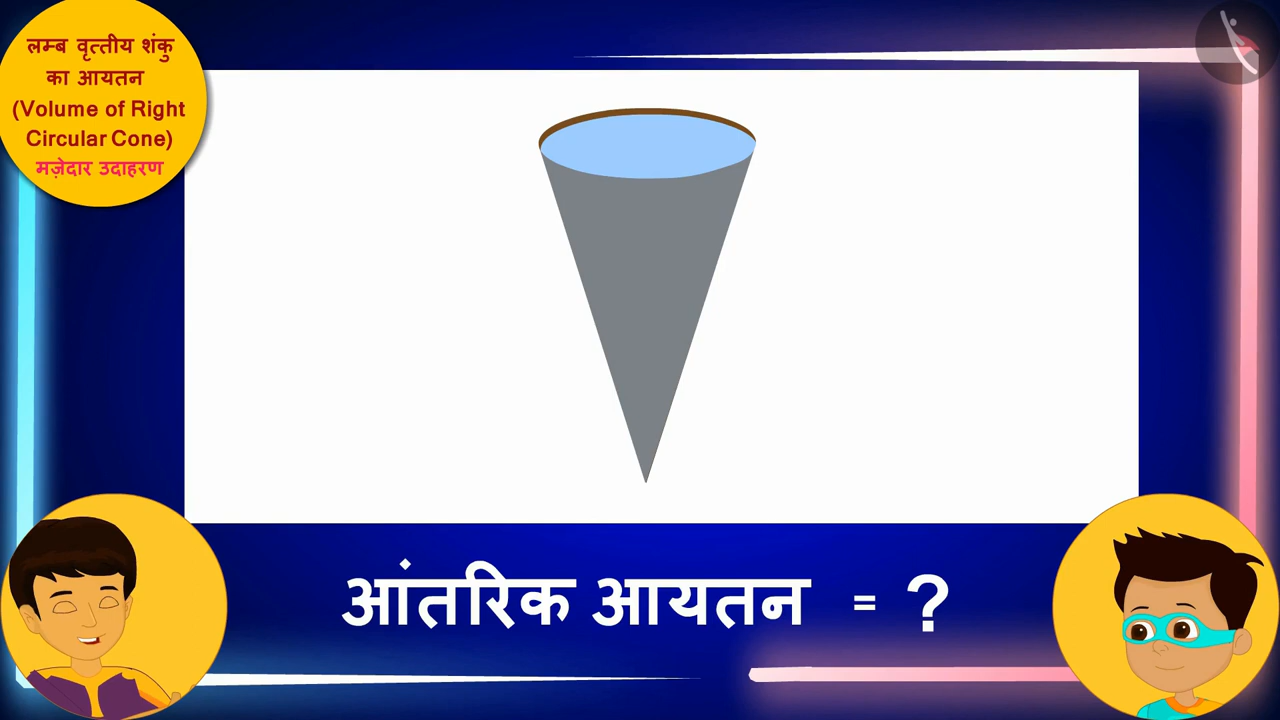 लम्ब वृत्तीय शंकु
का आयतन
(Volume of Right
Circular Cone)
मज़ेदार उदाहरण
आंतरिक आयतन = ?